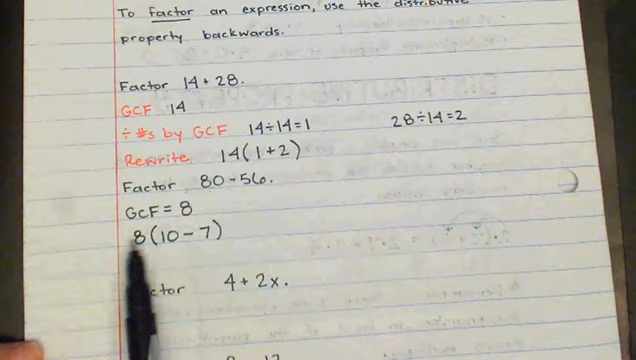 To factor an expression, use the distributive
property backwards.
Factor 14 + 28.
GCF 14
÷ #s by GCF 14 ÷ 14 = 1 28 ÷ 14 = 2
Rewrite 14(1 + 2)
Factor 80 - 56.
GCF = 8
8(10 - 7)
ctor 4 + 2x.